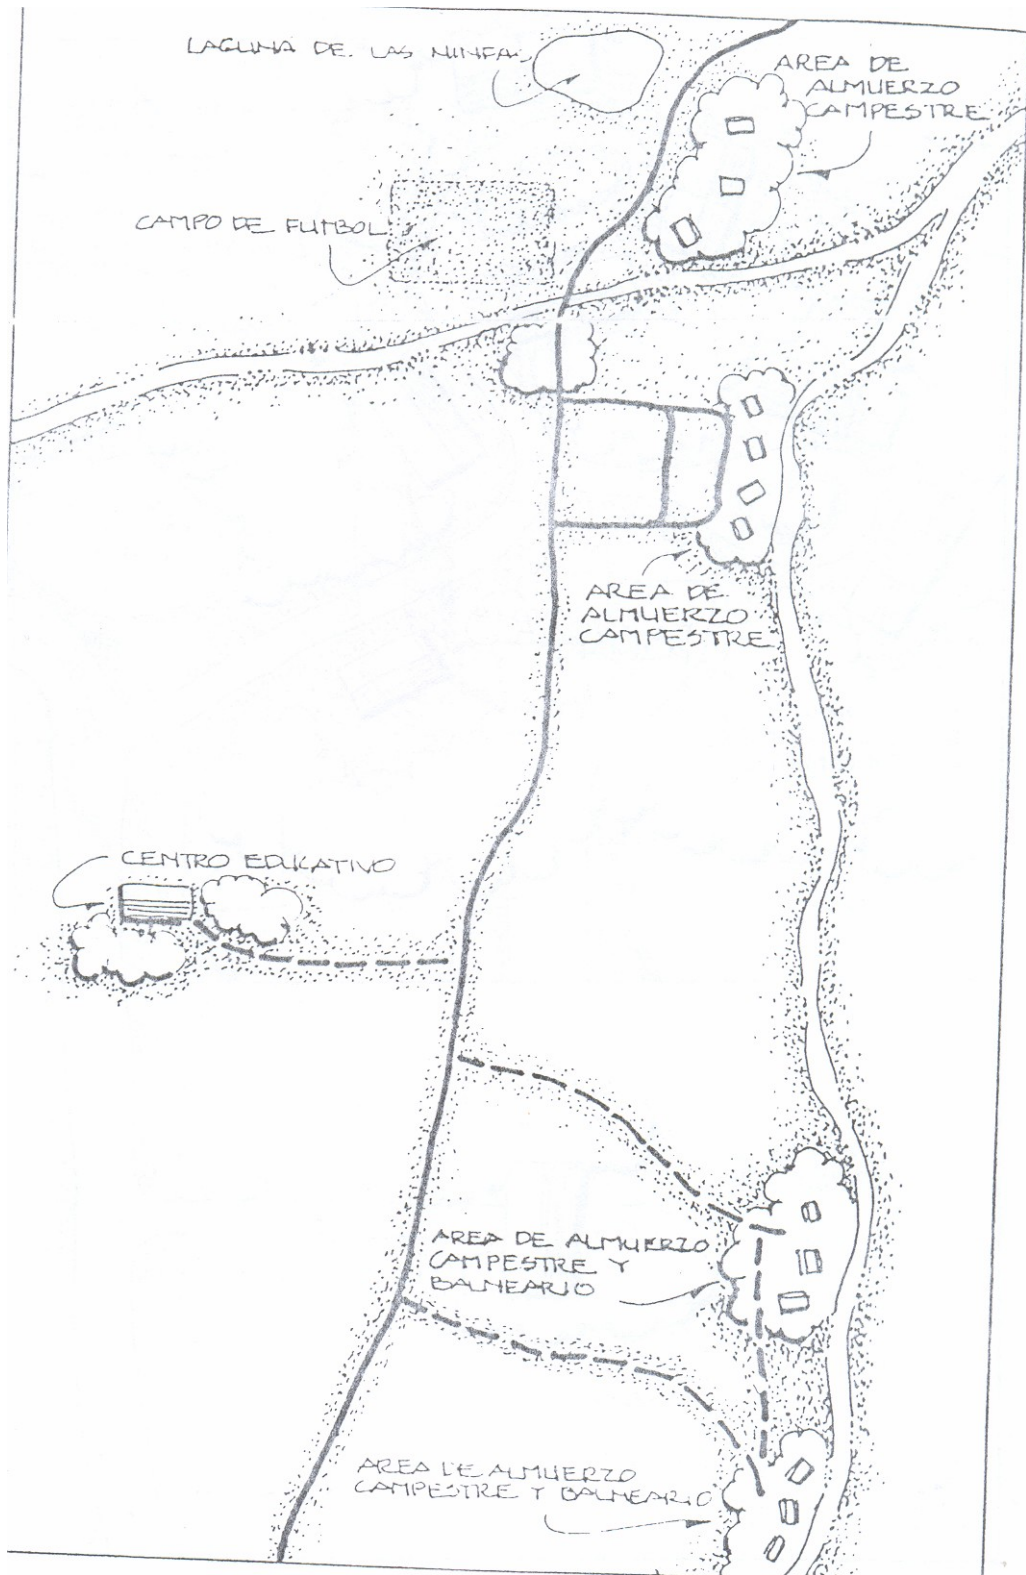 LAGUNA DE LAS NINFAS
AREA DE
ALMUERZO
CAMPESTRE
CAMPO DE FUTBOL
AREA DE
ALMUERZO
CAMPESTRE
CENTRO EDUCATIVO
AREA DE ALMUERZO
CAMPESTRE Y
BALNEARIO
AREA DE ALMUERZO
CAMPESTRE Y BALNEARIO